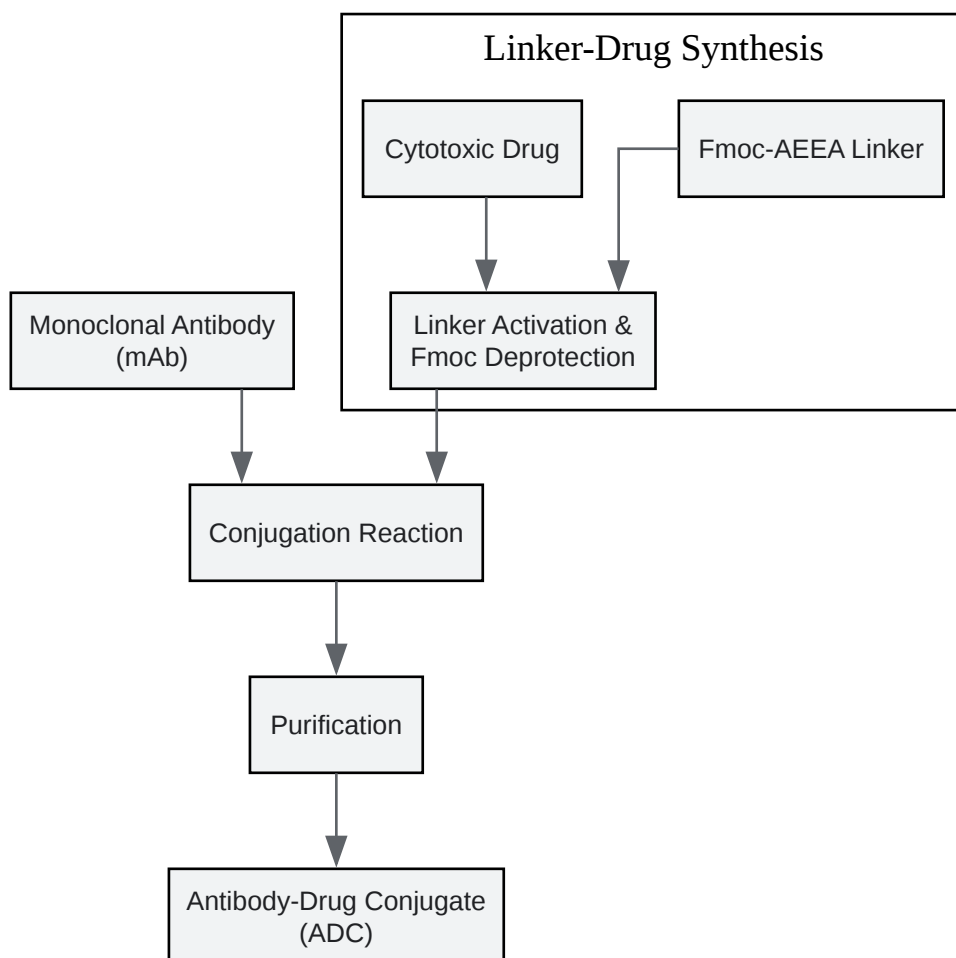 Linker-Drug Synthesis
Cytotoxic Drug
Fmoc-AEEA Linker
Monoclonal Antibody
(mAb)
Linker Activation &
Fmoc Deprotection
Conjugation Reaction
Purification
Antibody-Drug Conjugate
(ADC)